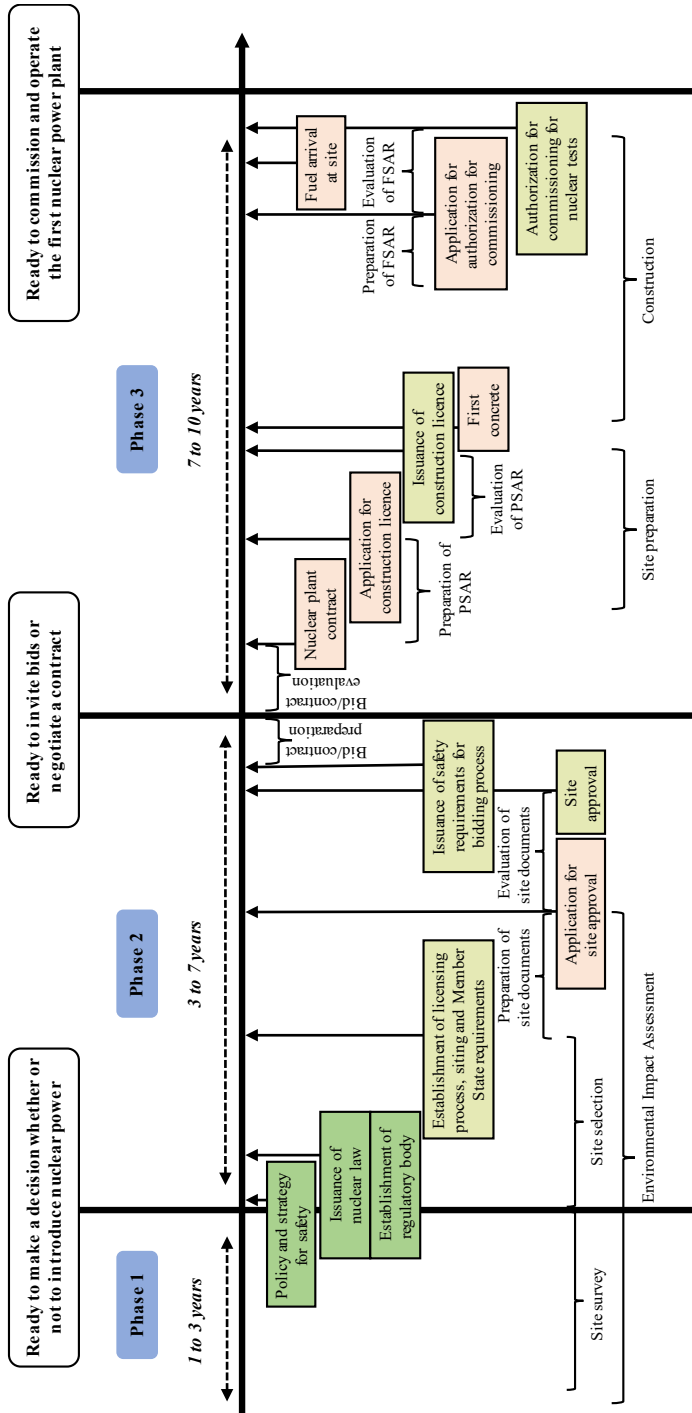 Ready to make a decision whether or
not to introduce nuclear power
Ready to invite bids or
negotiate a contract
Ready to commission and operate
the first nuclear power plant
Phase 1
Phase 2
Phase 3
1 to 3 years
3 to 7 years
7 to 10 years
Policy and strategy
for safety
Issuance of
nuclear law
Establishment of
regulatory body
Establishment of licensing
process, siting and Member
State requirements
Issuance of safety
requirements for
bidding process
Bid/contract
preparation
Bid/contract
evaluation
Preparation of
site documents
Evaluation of
site documents
Application for
site approval
Site
approval
Site survey
Site selection
Environmental Impact Assessment
Nuclear plant
contract
Application for
construction licence
Issuance of
construction licence
First
concrete
Preparation of
PSAR
Evaluation
of PSAR
Site preparation
Fuel arrival
at site
Preparation
of FSAR
Evaluation
of FSAR
Application for
authorization for
commissioning
Authorization for
commissioning for
nuclear tests
Construction